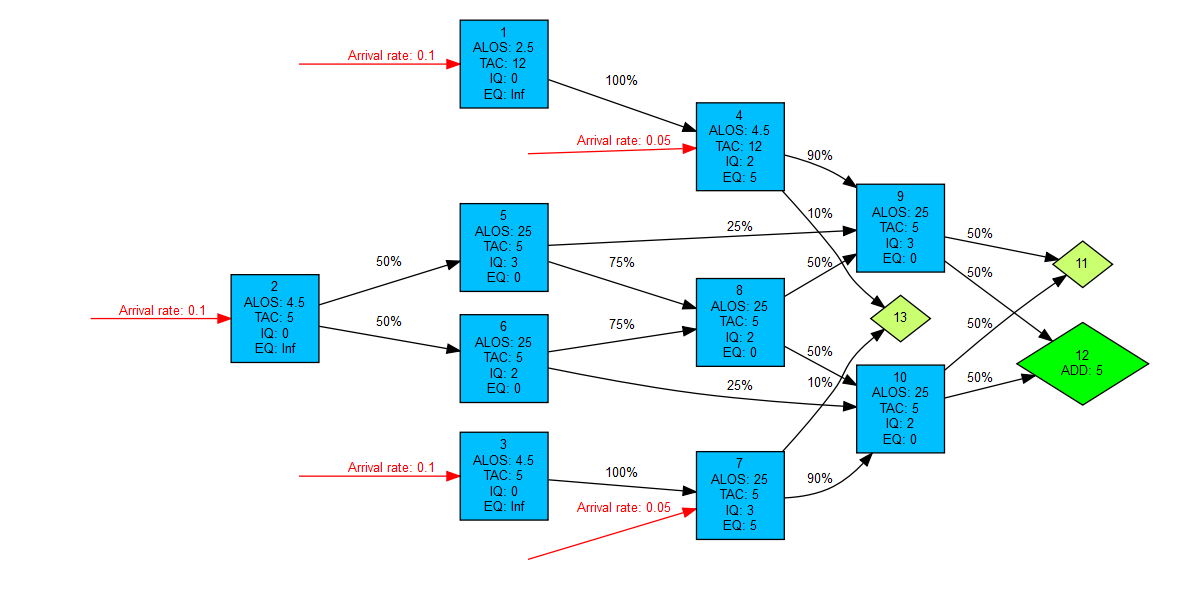 1
ALOS: 2.5
TAC: 12
IQ: 0
EQ: Inf
Arrival rate: 0.1
100%
4
ALOS: 4.5
TAC: 12
IQ: 2
EQ: 5
Arrival rate: 0.05
90%
10%
5
ALOS: 25
TAC: 5
IQ: 3
EQ: 0
25%
75%
9
ALOS: 25
TAC: 5
IQ: 3
EQ: 0
50%
50%
11
2
ALOS: 4.5
TAC: 5
IQ: 0
EQ: Inf
Arrival rate: 0.1
50%
50%
6
ALOS: 25
TAC: 5
IQ: 2
EQ: 0
75%
25%
8
ALOS: 25
TAC: 5
IQ: 2
EQ: 0
50%
50%
13
12
ADD: 5
10
ALOS: 25
TAC: 5
IQ: 2
EQ: 0
50%
50%
3
ALOS: 4.5
TAC: 5
IQ: 0
EQ: Inf
Arrival rate: 0.1
100%
7
ALOS: 25
TAC: 5
IQ: 3
EQ: 5
Arrival rate: 0.05
10%
90%